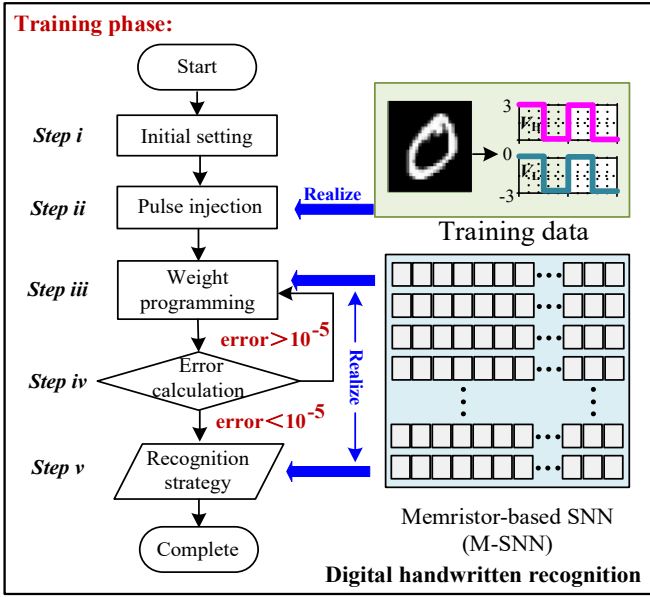 Training phase:
Start
Step i
Initial setting
Step ii
Pulse injection
Realize
3
V_H
0
V_L
-3
Training data
Step iii
Weight
programming
error>10^-5
Realize
Step iv
Error
calculation
error<10^-5
Step v
Recognition
strategy
Complete
Memristor-based SNN
(M-SNN)
Digital handwritten recognition